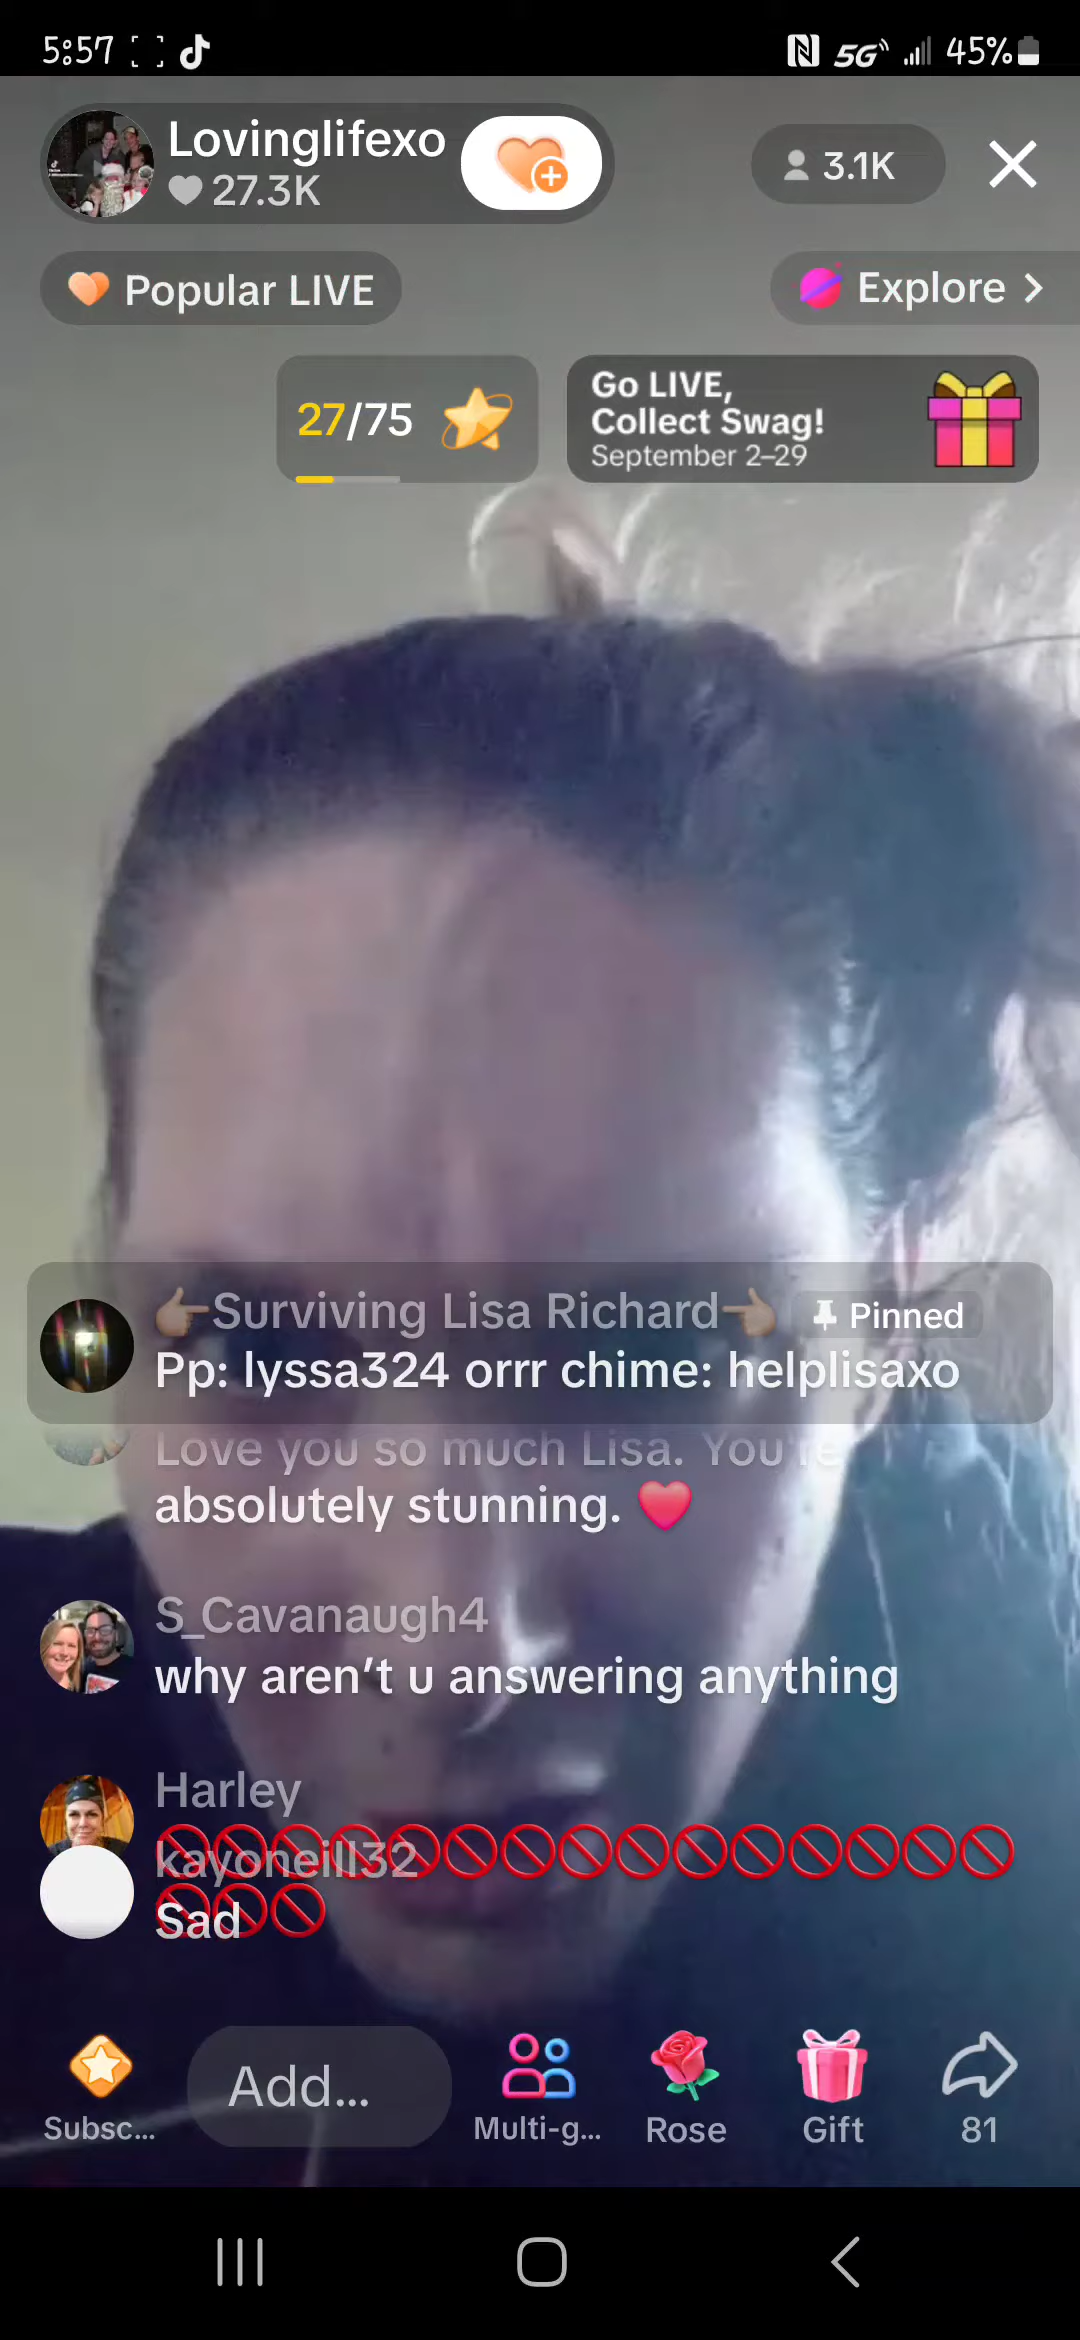 5:57
5G 45%
Lovinglifexo
27.3K
3.1K
Popular LIVE
Explore >
27/75
Go LIVE,
Collect Swag!
September 2–29
👉Surviving Lisa Richard👈 Pinned
Pp: lyssa324 orrr chime: helplisaxo
Love you so much Lisa. You're
absolutely stunning. ❤️
S_Cavanaugh4
why aren't u answering anything
Harley
🚫🚫🚫🚫🚫🚫🚫🚫🚫🚫🚫🚫🚫🚫🚫
🚫🚫🚫
kayoneill32
Sad
Subsc...
Add...
Multi-g...
Rose
Gift
81